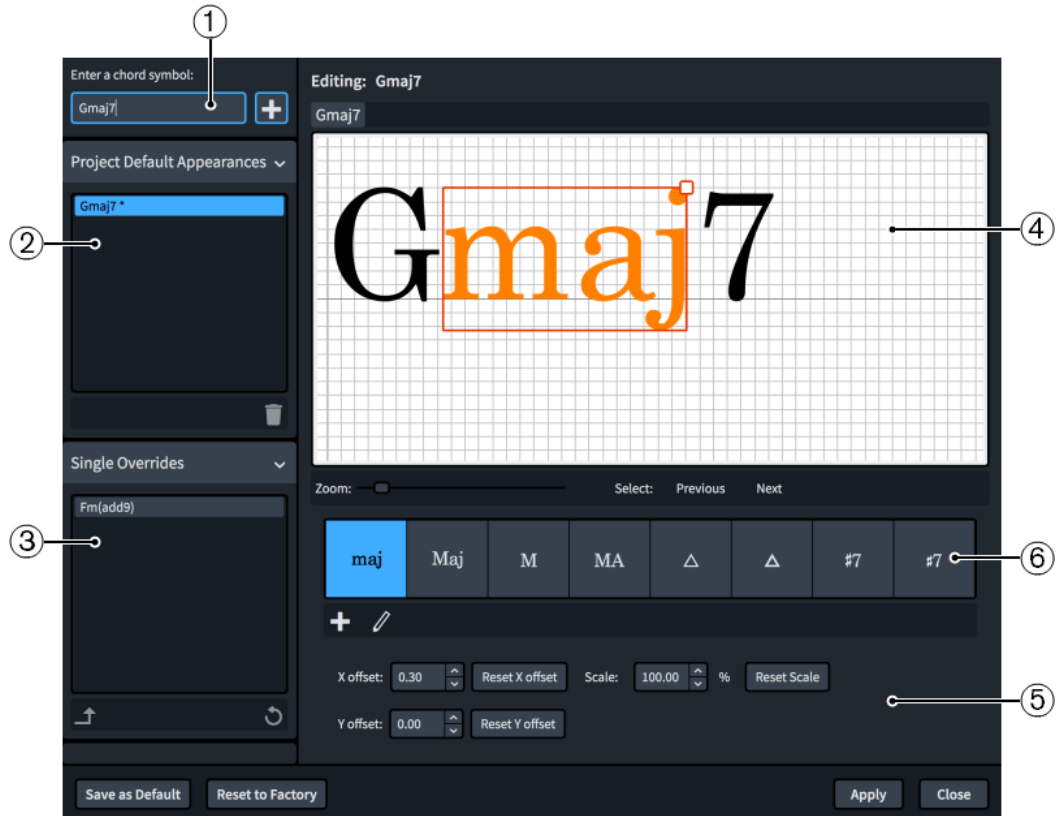 ①
Enter a chord symbol:
Gmaj7
Project Default Appearances
Gmaj7 *
②
Single Overrides
Fm(add9)
③
Editing: Gmaj7
Gmaj7
Gmaj7
④
Zoom: Select: Previous Next
maj Maj M MA △ △ ♯7 ♯7
⑥
X offset: 0.30 Reset X offset Scale: 100.00 % Reset Scale
⑤
Y offset: 0.00 Reset Y offset
Save as Default Reset to Factory Apply Close